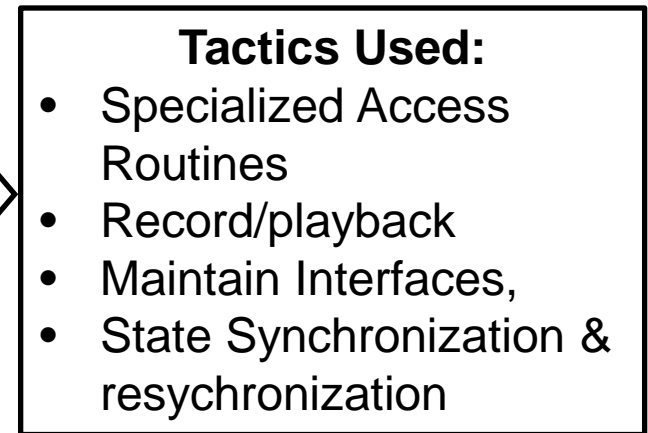 Tactics Used:
• Specialized Access
Routines
• Record/playback
• Maintain Interfaces,
• State Synchronization &
resychronization